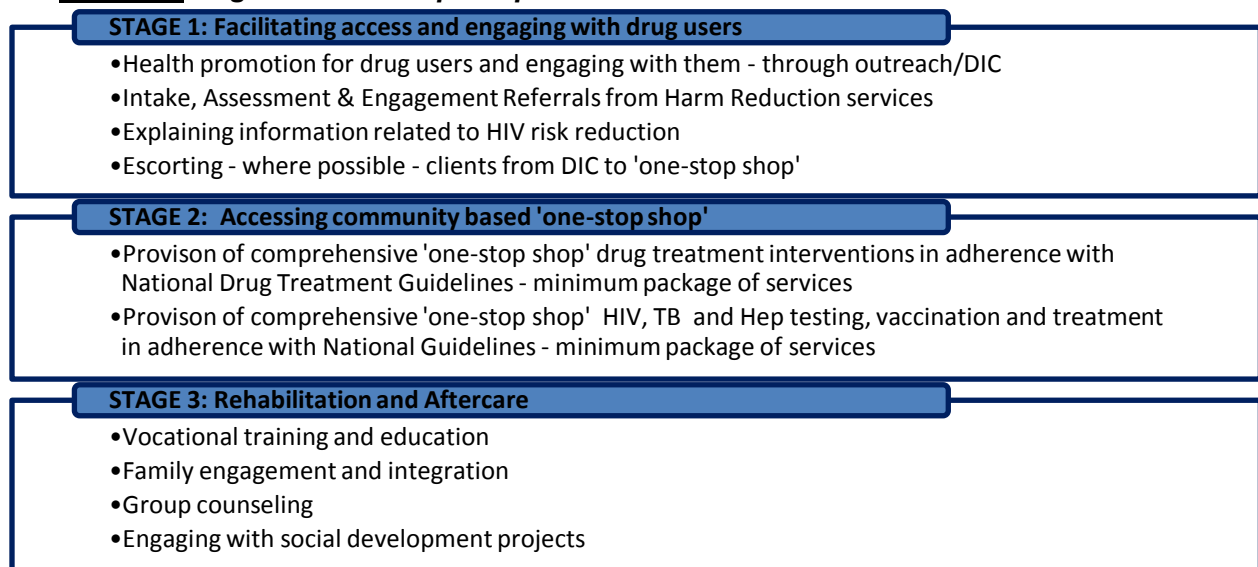 STAGE 1: Facilitating access and engaging with drug users
•Health promotion for drug users and engaging with them - through outreach/DIC
•Intake, Assessment & Engagement Referrals from Harm Reduction services
•Explaining information related to HIV risk reduction
•Escorting - where possible - clients from DIC to 'one-stop shop'
STAGE 2:  Accessing community based 'one-stop shop'
•Provison of comprehensive 'one-stop shop' drug treatment interventions in adherence with
National Drug Treatment Guidelines - minimum package of services
•Provison of comprehensive 'one-stop shop'  HIV, TB  and Hep testing, vaccination and treatment
in adherence with National Guidelines - minimum package of services
STAGE 3: Rehabilitation and Aftercare
•Vocational training and education
•Family engagement and integration
•Group counseling
•Engaging with social development projects